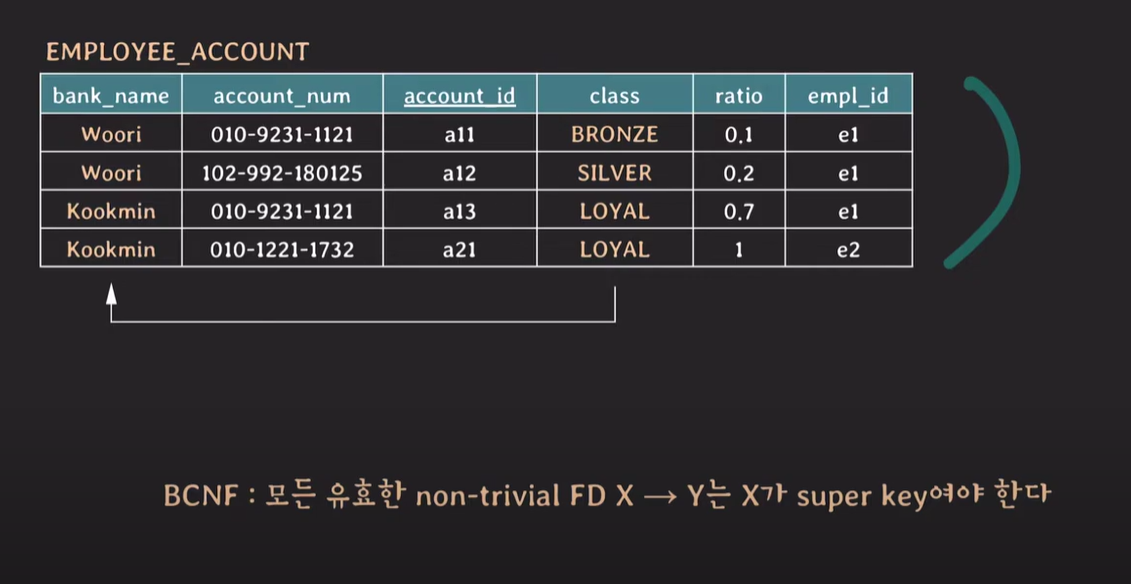 EMPLOYEE_ACCOUNT
bank_name account_num account_id class ratio empl_id
Woori 010-9231-1121 a11 BRONZE 0.1 e1
Woori 102-992-180125 a12 SILVER 0.2 e1
Kookmin 010-9231-1121 a13 LOYAL 0.7 e1
Kookmin 010-1221-1732 a21 LOYAL 1 e2
BCNF : 모든 유효한 non-trivial FD X → Y는 X가 super key여야 한다